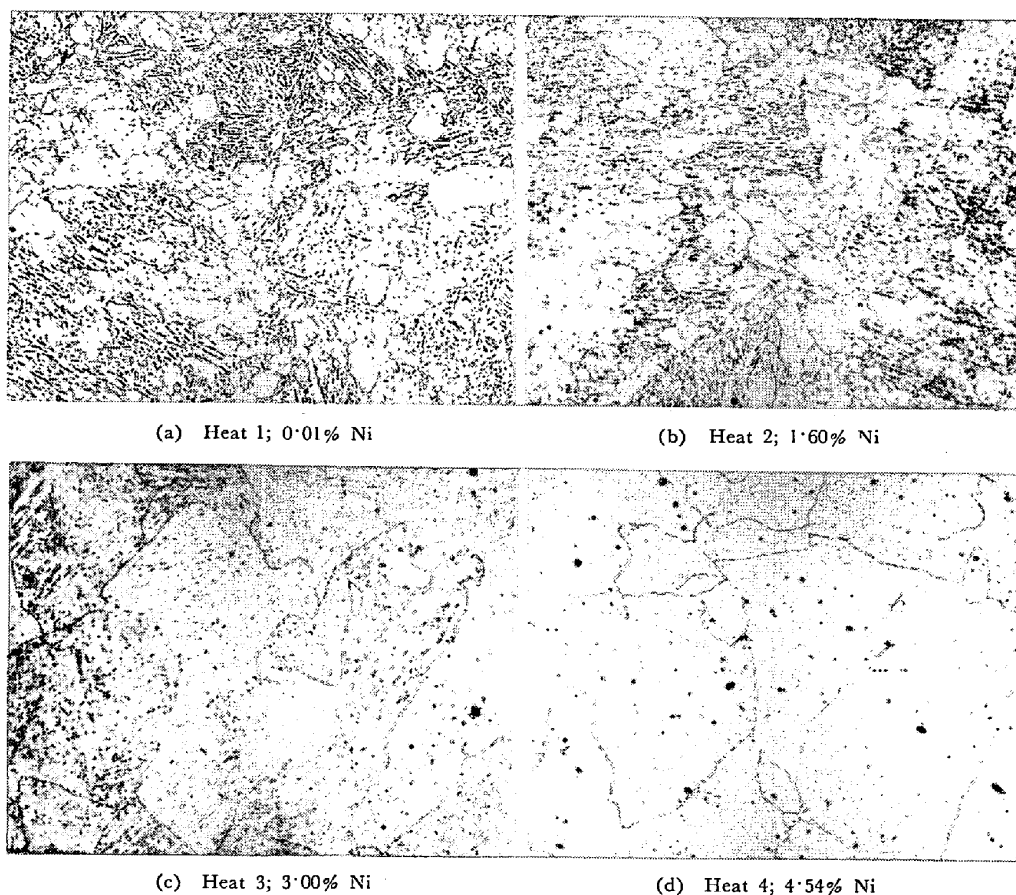 (a) Heat 1; 0·01% Ni
(b) Heat 2; 1·60% Ni
(c) Heat 3; 3·00% Ni
(d) Heat 4; 4·54% Ni